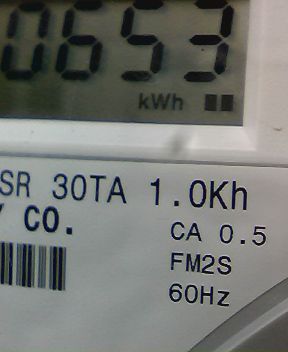 0653
kWh
SR 30TA 1.0Kh
Y CO.
CA 0.5
FM2S
60Hz